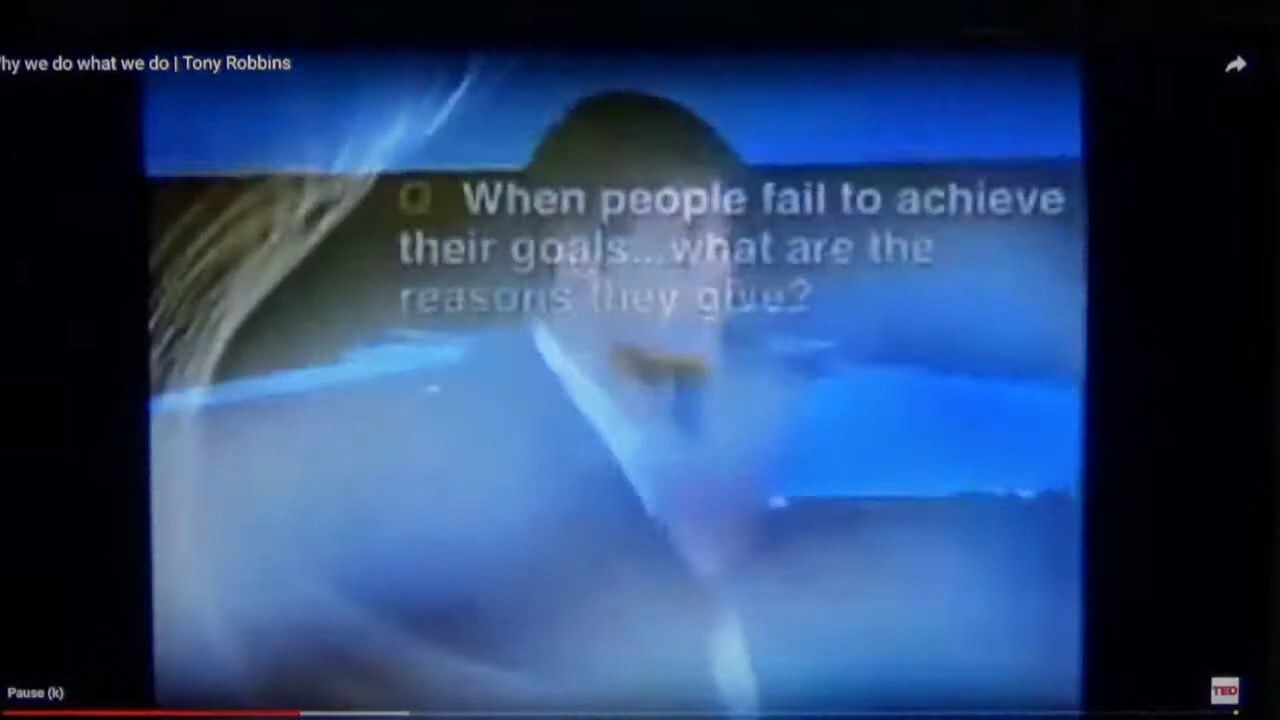 hy we do what we do | Tony Robbins
When people fail to achieve
their goals...what are the
reasons they give?
Pause (k)
TED